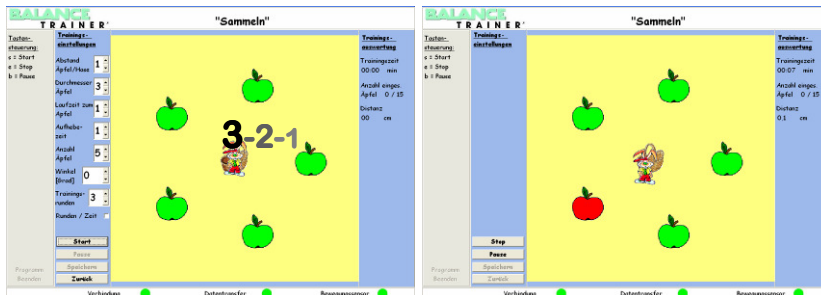 BALANCE
TRAINER
"Sammeln"
Tasten-
steuerung:
s = Start
e = Stop
b = Pause
Trainings-
einstellungen
Abstand
Äpfel/Hase 1
Durchmesser
Äpfel 3
Laufzeit zum
Apfel 1
Aufhebe-
zeit 1
Anzahl
Äpfel 5
Winkel
[Grad] 0
Trainings-
runden 3
Runden / Zeit
Start
Pause
Speichern
Zurück
Programm
Beenden
3-2-1
Trainings-
auswertung
Trainingszeit
00:00 min
Anzahl einges.
Äpfel 0 / 15
Distanz
00 cm
Verbindung
Datentransfer
Bewegungssensor
BALANCE
TRAINER
"Sammeln"
Tasten-
steuerung:
s = Start
e = Stop
b = Pause
Trainings-
einstellungen
Stop
Pause
Speichern
Zurück
Programm
Beenden
Trainings-
auswertung
Trainingszeit
00:07 min
Anzahl einges.
Äpfel 0 / 15
Distanz
0.1 cm
Verbindung
Datentransfer
Bewegungssensor